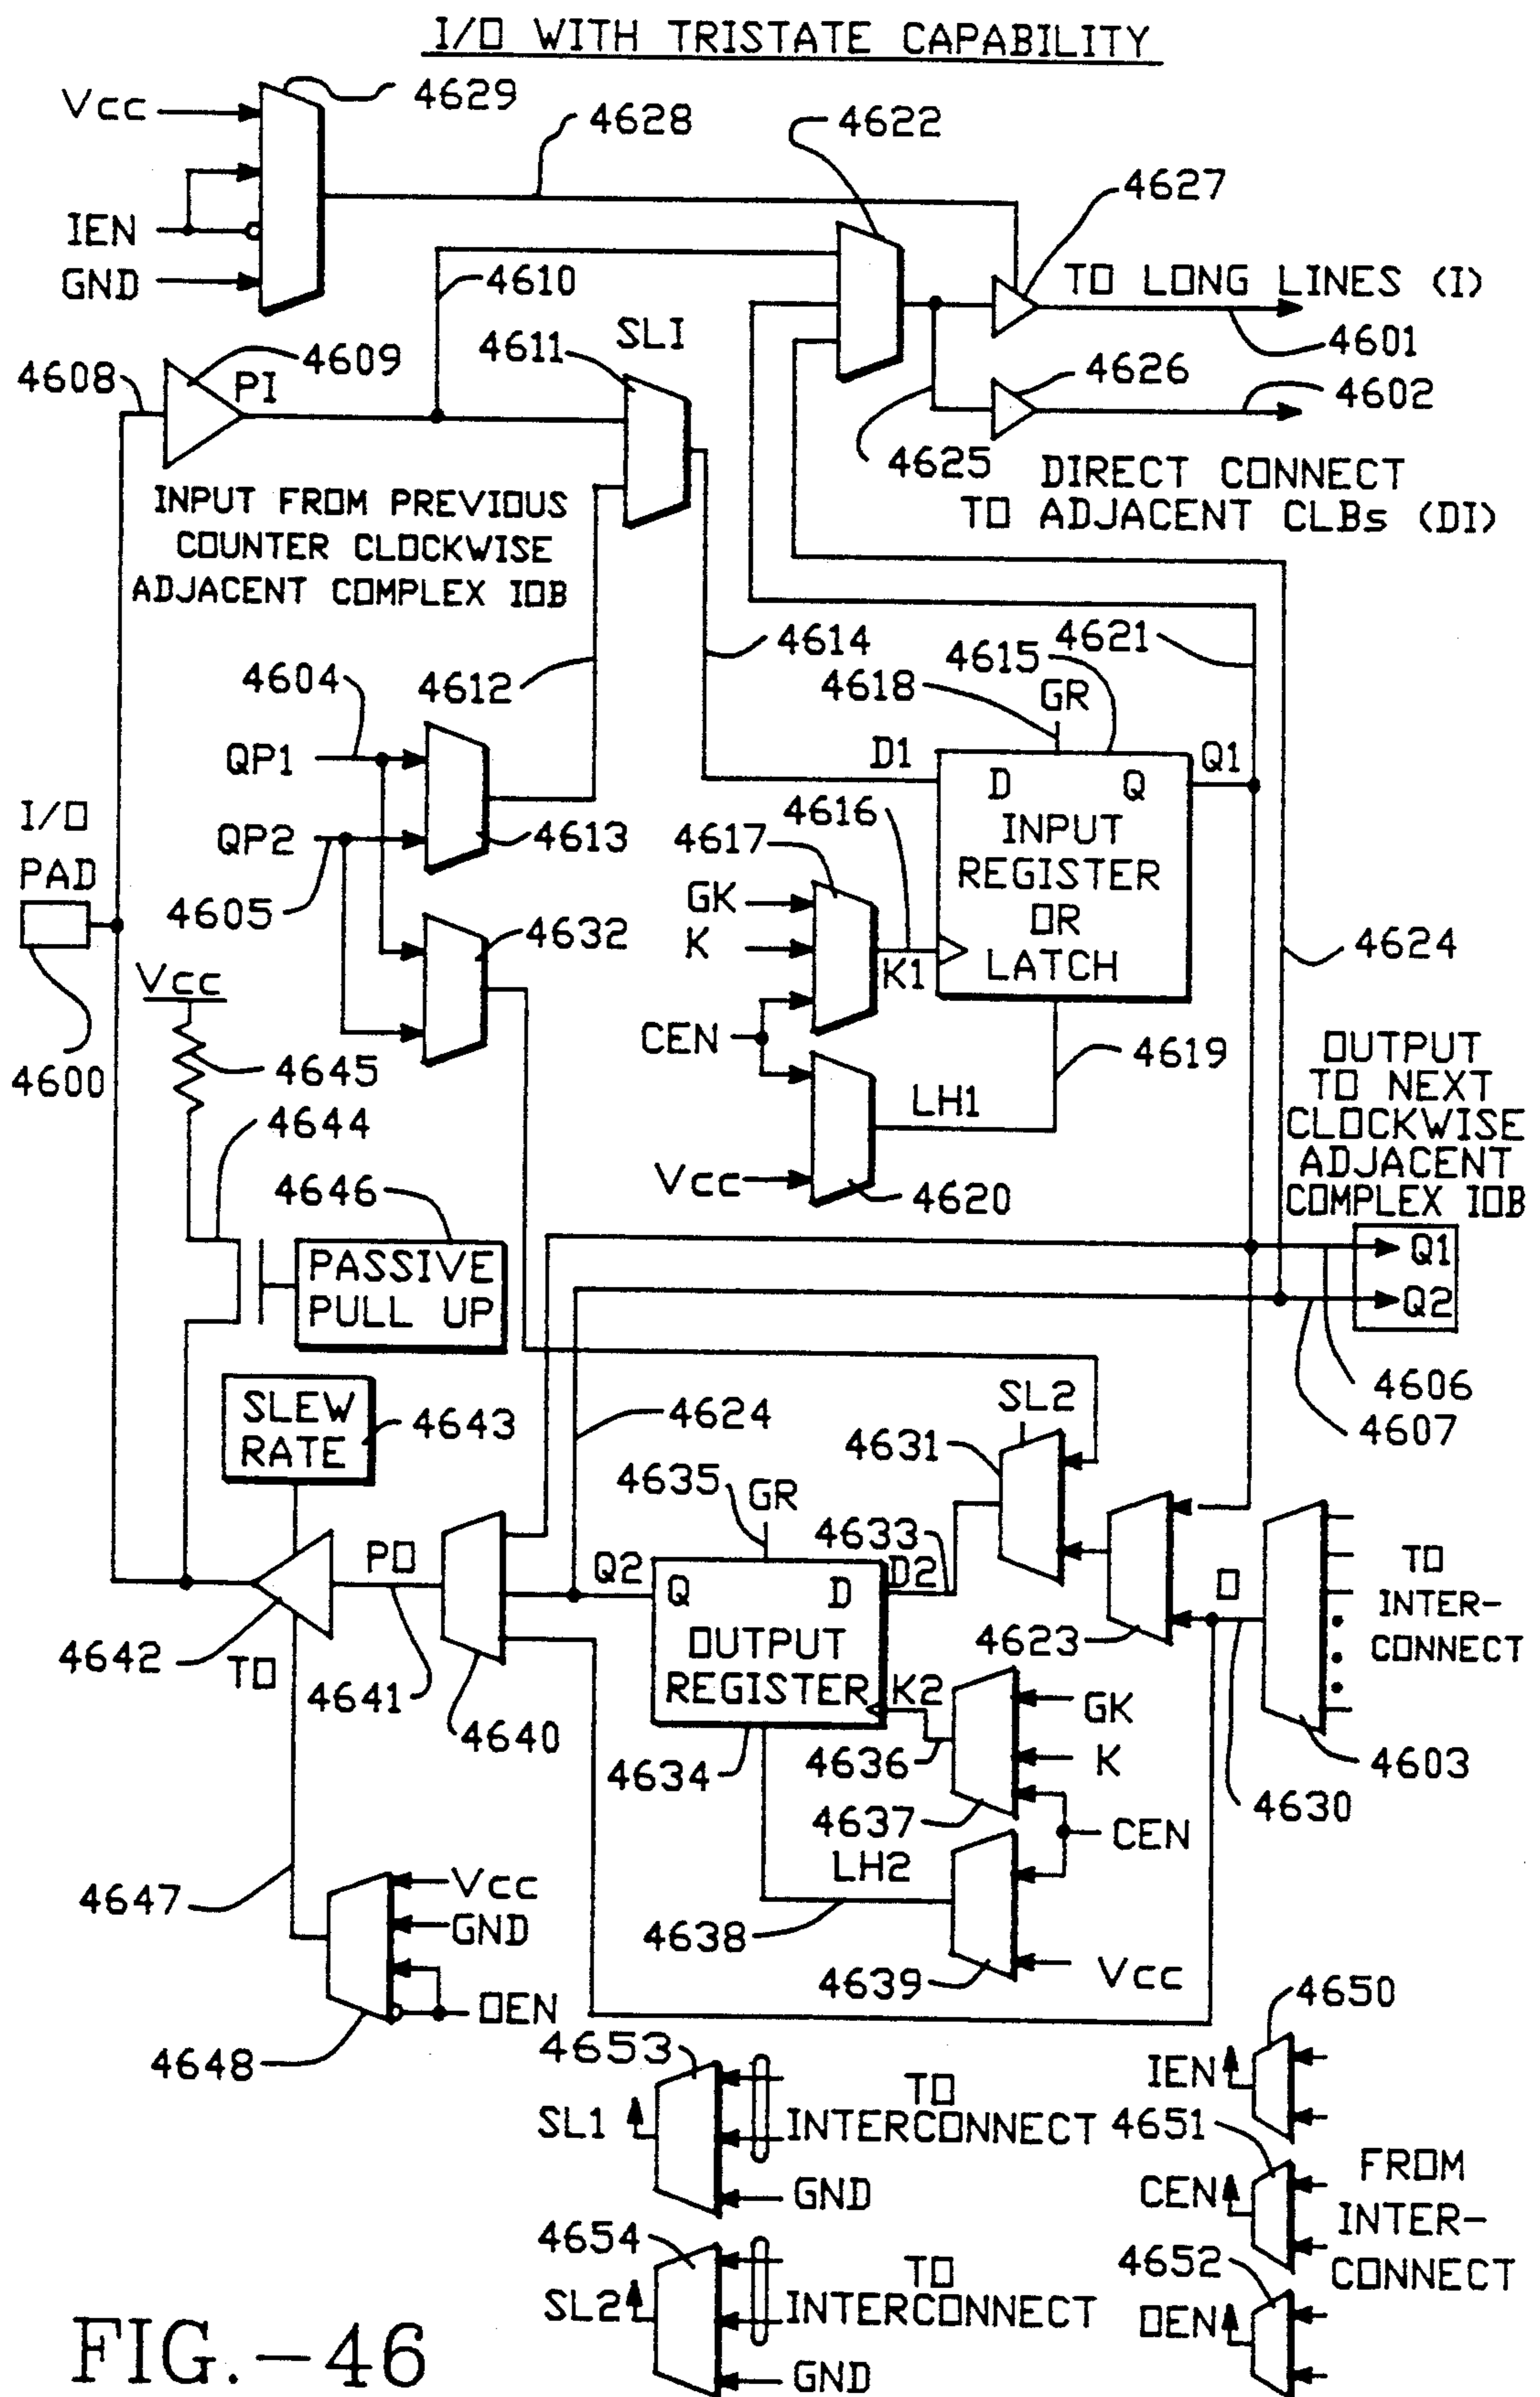 I/O WITH TRISTATE CAPABILITY
Vcc
4629
4628
4622
4627
IEN
GND
4610
TO LONG LINES (I)
4601
SLI
4611
4609
4608
PI
4626
4602
4625
DIRECT CONNECT
TO ADJACENT CLBs (DI)
INPUT FROM PREVIOUS
COUNTER CLOCKWISE
ADJACENT COMPLEX IOB
4614
4621
4615
4604
4612
4618
GR
QP1
D1
Q1
D
Q
I/O
PAD
QP2
4613
4616
4617
INPUT
REGISTER
OR
LATCH
4605
4632
GK
K
K1
4624
Vcc
CEN
4600
4645
4619
OUTPUT
TO NEXT
CLOCKWISE
ADJACENT
COMPLEX IOB
4644
LH1
4646
Vcc
4620
PASSIVE
PULL UP
Q1
Q2
SLEW
RATE
4643
4624
SL2
4606
4607
4631
4635
GR
4633
PO
Q2
D2
Q
D
O
TO
INTER-
CONNECT
4642
TO
4641
OUTPUT
REGISTER
4623
K2
GK
4640
4634
4636
K
4603
4630
4637
CEN
LH2
4647
Vcc
GND
4638
4639
Vcc
OEN
4648
4650
4653
IEN
SL1
TO
INTERCONNECT
4651
GND
CEN
FROM
INTER-
CONNECT
4654
4652
SL2
TO
INTERCONNECT
OEN
GND
FIG.-46